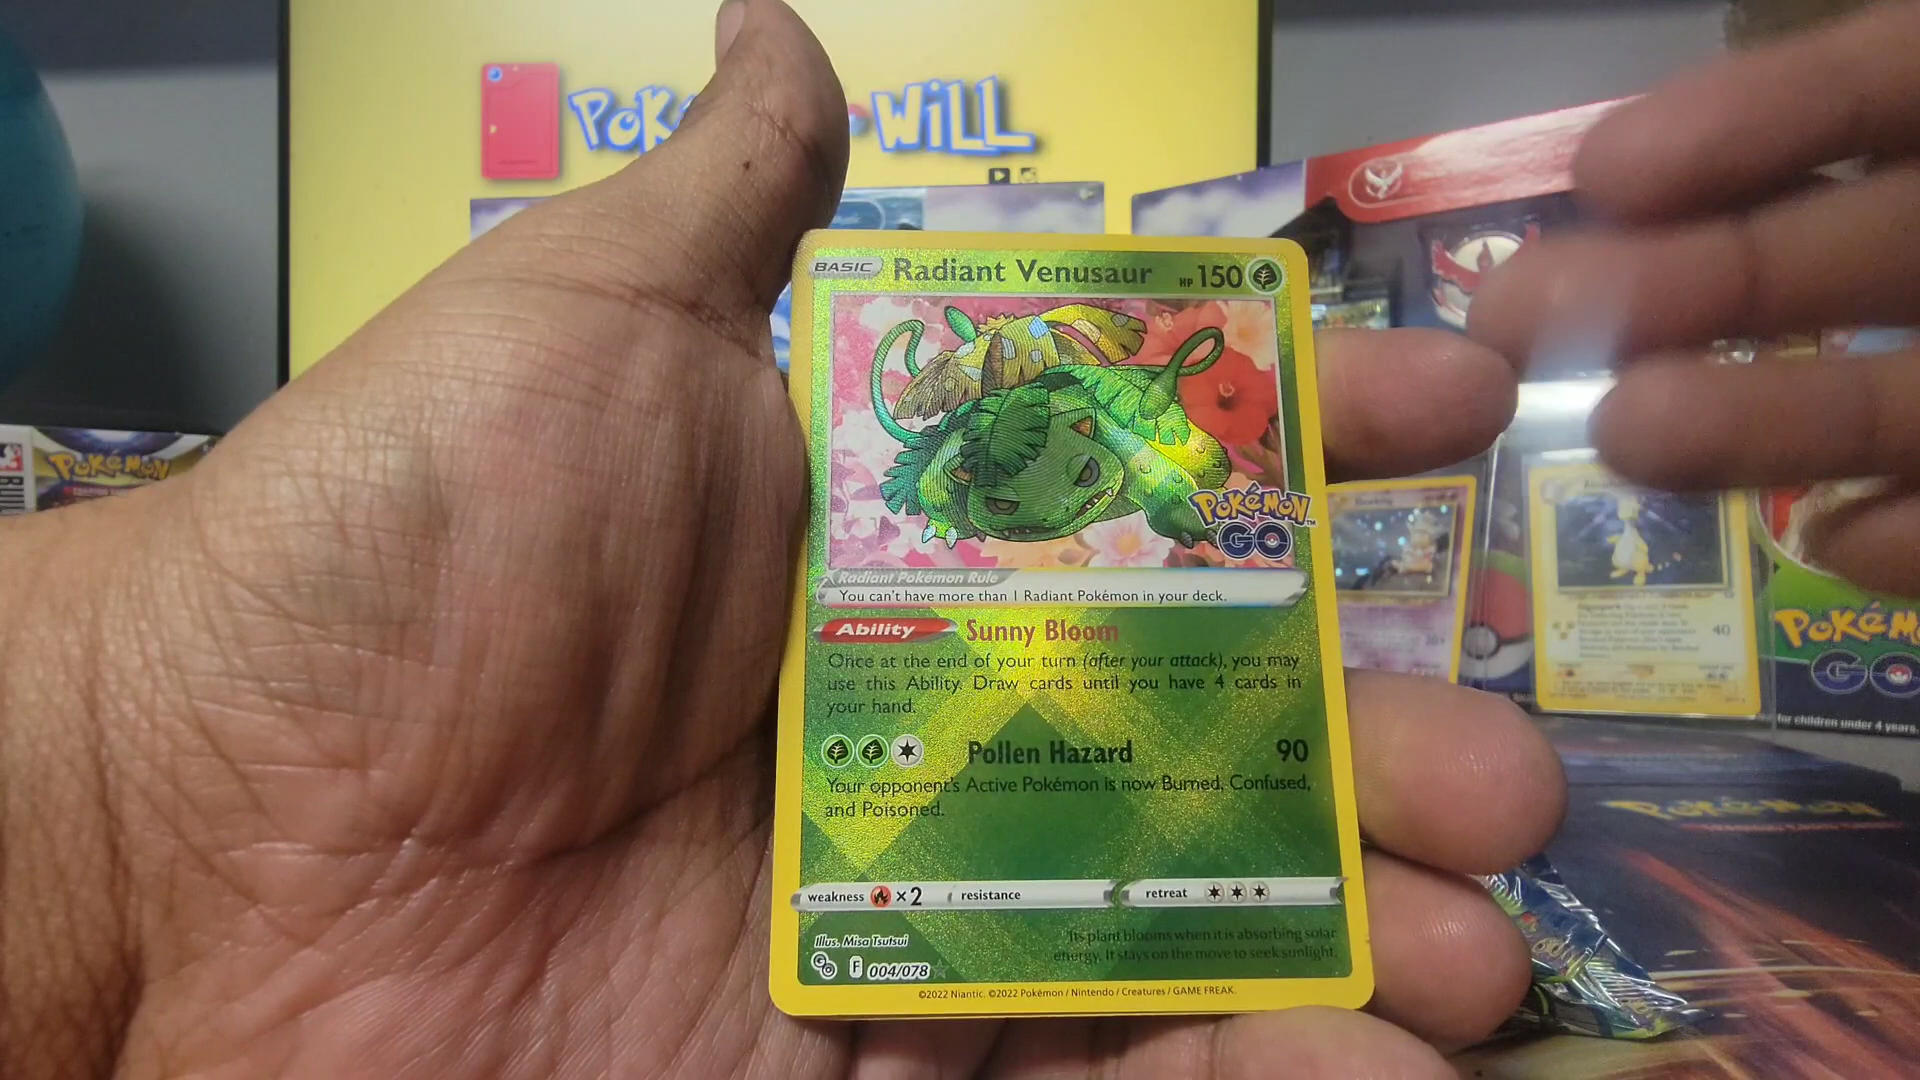 WiLL
POKéMON
BASIC Radiant Venusaur HP 150
POKéMON
GO
Radiant Pokémon Rule
You can't have more than 1 Radiant Pokémon in your deck.
Ability Sunny Bloom
Once at the end of your turn (after your attack), you may
use this Ability. Draw cards until you have 4 cards in
your hand.
Pollen Hazard 90
Your opponent's Active Pokémon is now Burned, Confused,
and Poisoned.
weakness ×2 resistance retreat
Illus. Misa Tsutsui
Its plant blooms when it is absorbing solar
energy. It stays on the move to seek sunlight.
F 004/078
©2022 Niantic. ©2022 Pokémon / Nintendo / Creatures / GAME FREAK.
40
GO
for children under 4 years.
POKéMON